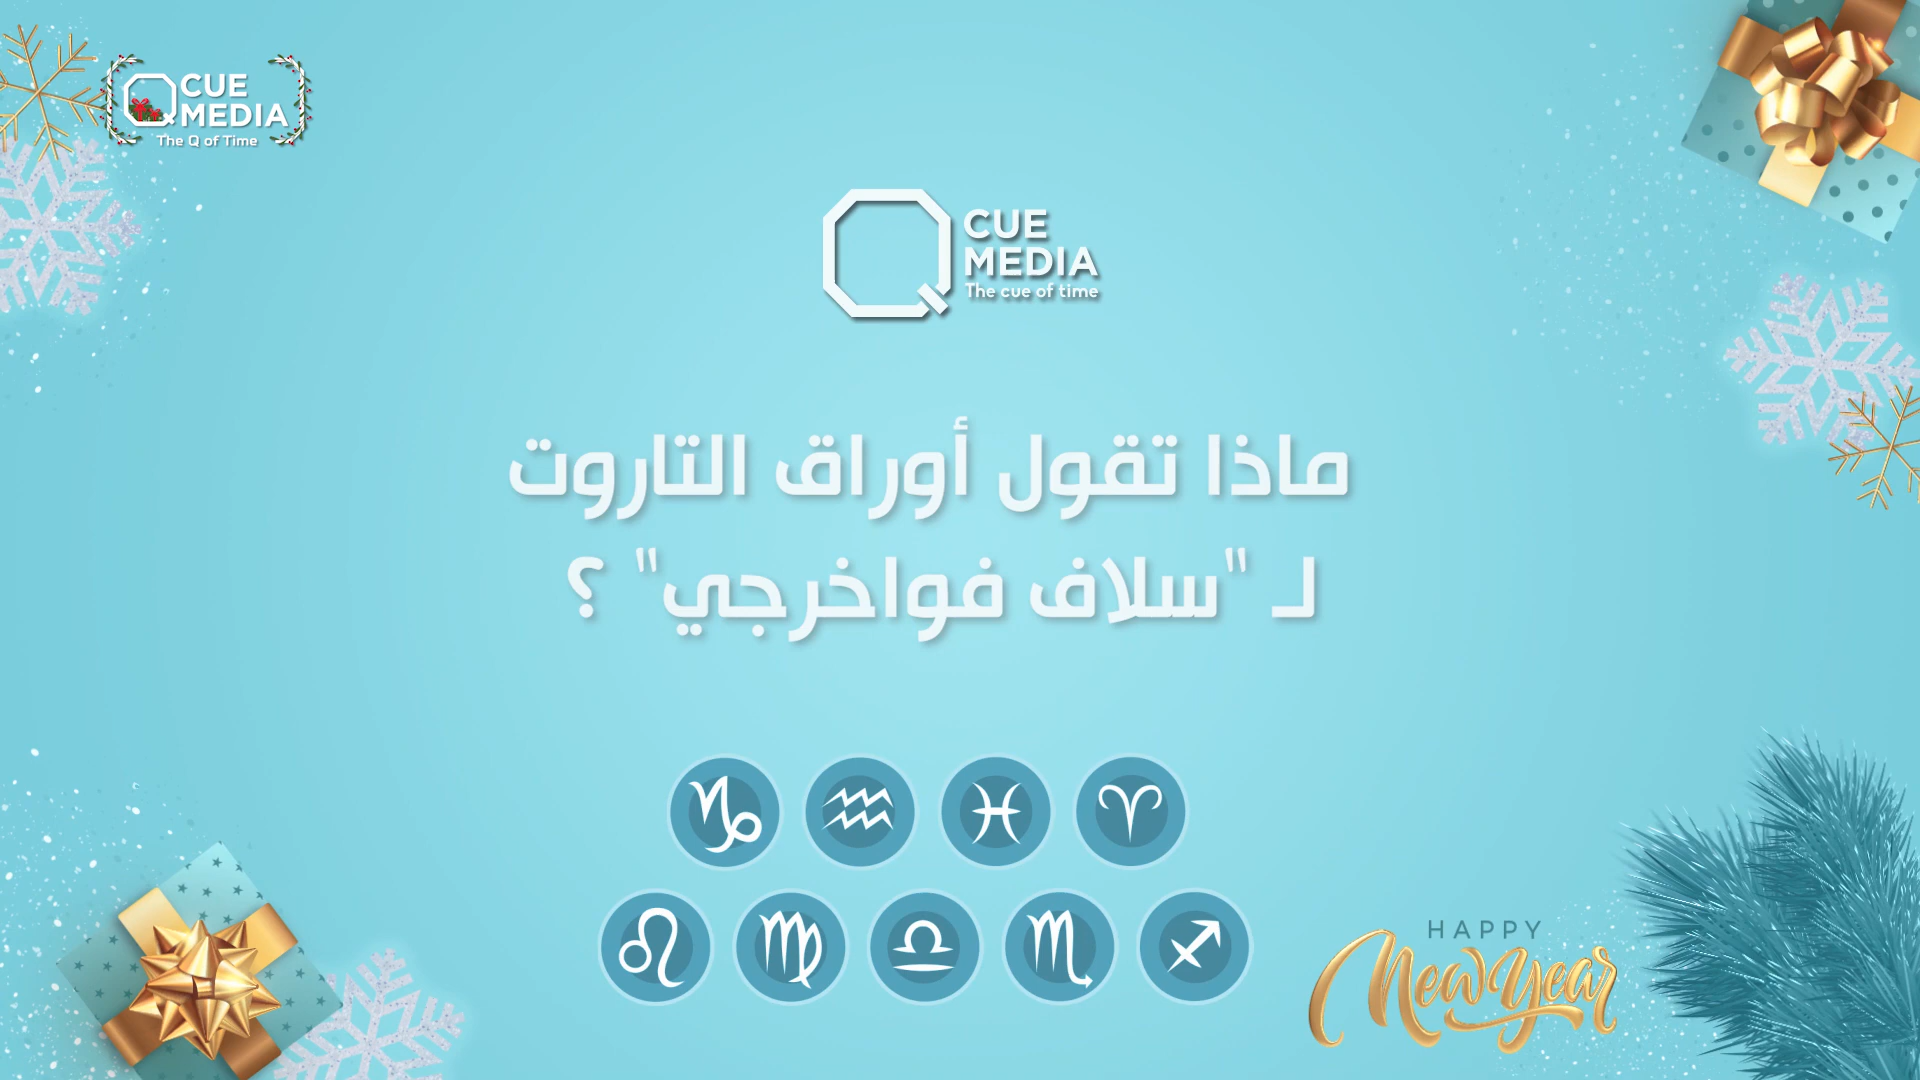 CUE
MEDIA
The Q of Time
CUE
MEDIA
The cue of time
ماذا تقول أوراق التاروت
لـ "سلاف فواخرجي" ؟
HAPPY
New Year